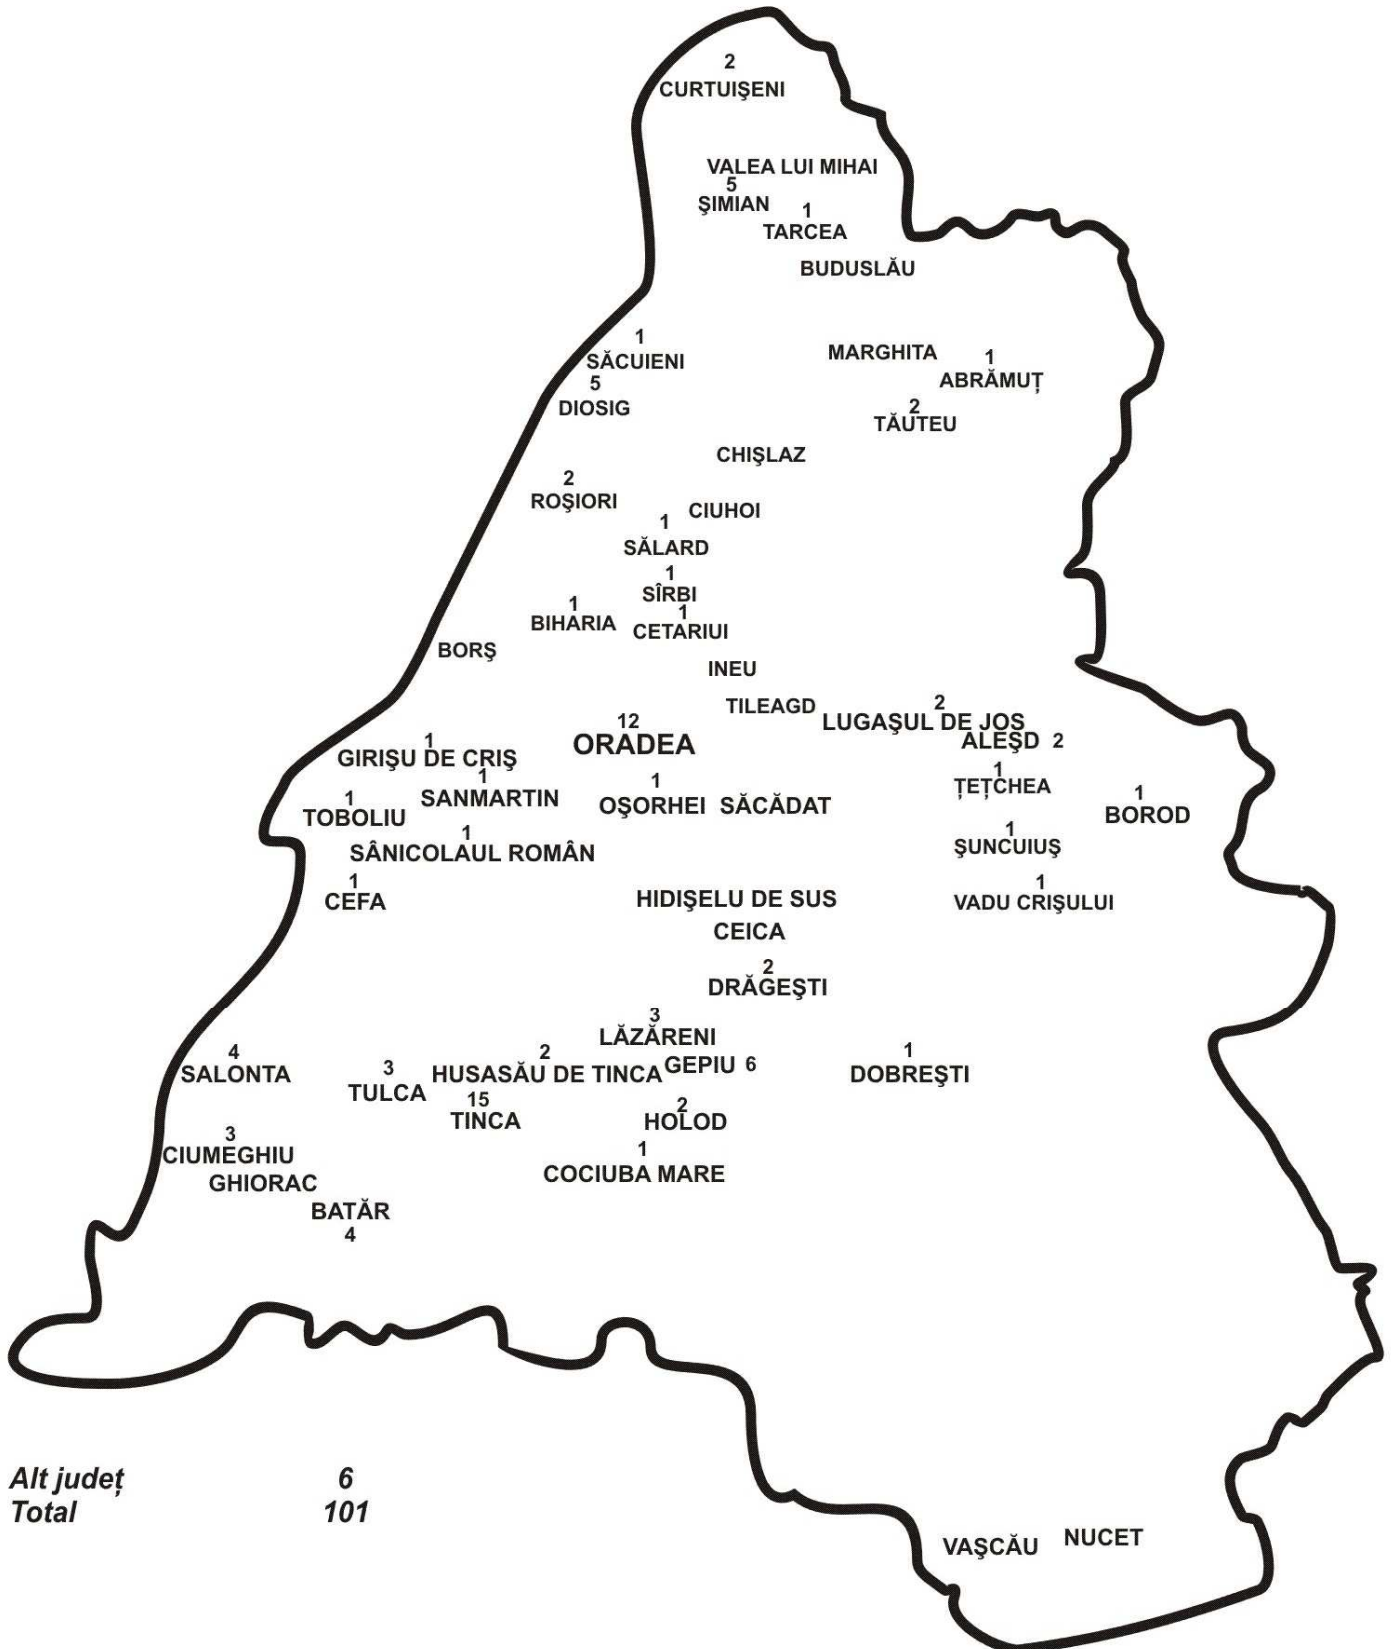 2
CURTUIŞENI
VALEA LUI MIHAI
5
ŞIMIAN
1
TARCEA
BUDUSLĂU
1
SĂCUIENI
5
DIOSIG
MARGHITA
1
ABRĂMUȚ
2
TĂUTEU
CHIŞLAZ
2
ROŞIORI
CIUHOI
1
SĂLARD
1
SÎRBI
1
BIHARIA
1
CETARIUI
BORŞ
INEU
TILEAGD
2
LUGAŞUL DE JOS
ALEŞD 2
12
ORADEA
1
GIRIŞU DE CRIŞ
1
SANMARTIN
1
TOBOLIU
1
OŞORHEI SĂCĂDAT
1
ȚEȚCHEA
1
BOROD
1
SÂNICOLAUL ROMÂN
1
ŞUNCUIUŞ
1
CEFA
HIDIŞELU DE SUS
1
VADU CRIŞULUI
CEICA
2
DRĂGEŞTI
3
LĂZĂRENI
4
SALONTA
3
TULCA
2
HUSASĂU DE TINCA
GEPIU 6
1
DOBREŞTI
15
TINCA
2
HOLOD
3
CIUMEGHIU
1
COCIUBA MARE
GHIORAC
BATĂR
4
Alt județ 6
Total 101
VAŞCĂU NUCET